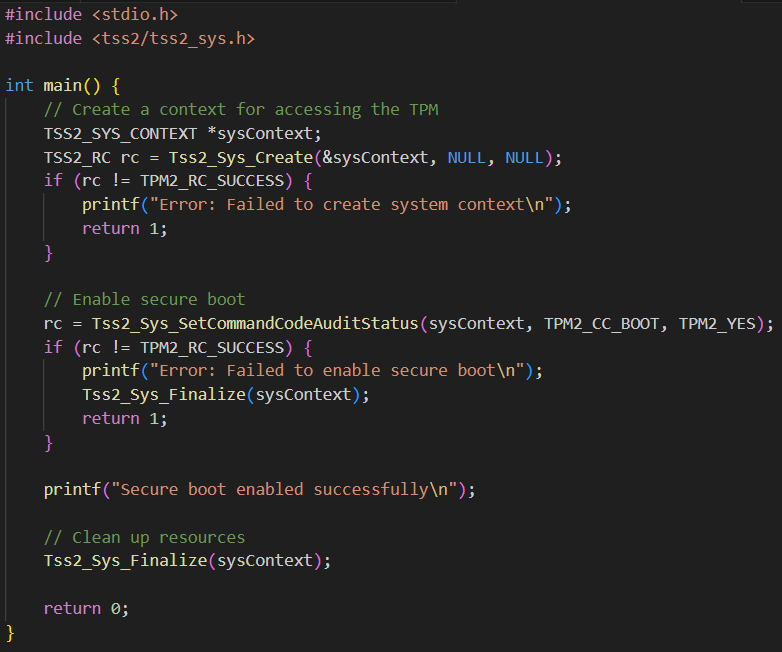 #include <stdio.h>
#include <tss2/tss2_sys.h>
int main() {
// Create a context for accessing the TPM
TSS2_SYS_CONTEXT *sysContext;
TSS2_RC rc = Tss2_Sys_Create(&sysContext, NULL, NULL);
if (rc != TPM2_RC_SUCCESS) {
printf("Error: Failed to create system context\n");
return 1;
}
// Enable secure boot
rc = Tss2_Sys_SetCommandCodeAuditStatus(sysContext, TPM2_CC_BOOT, TPM2_YES);
if (rc != TPM2_RC_SUCCESS) {
printf("Error: Failed to enable secure boot\n");
Tss2_Sys_Finalize(sysContext);
return 1;
}
printf("Secure boot enabled successfully\n");
// Clean up resources
Tss2_Sys_Finalize(sysContext);
return 0;
}